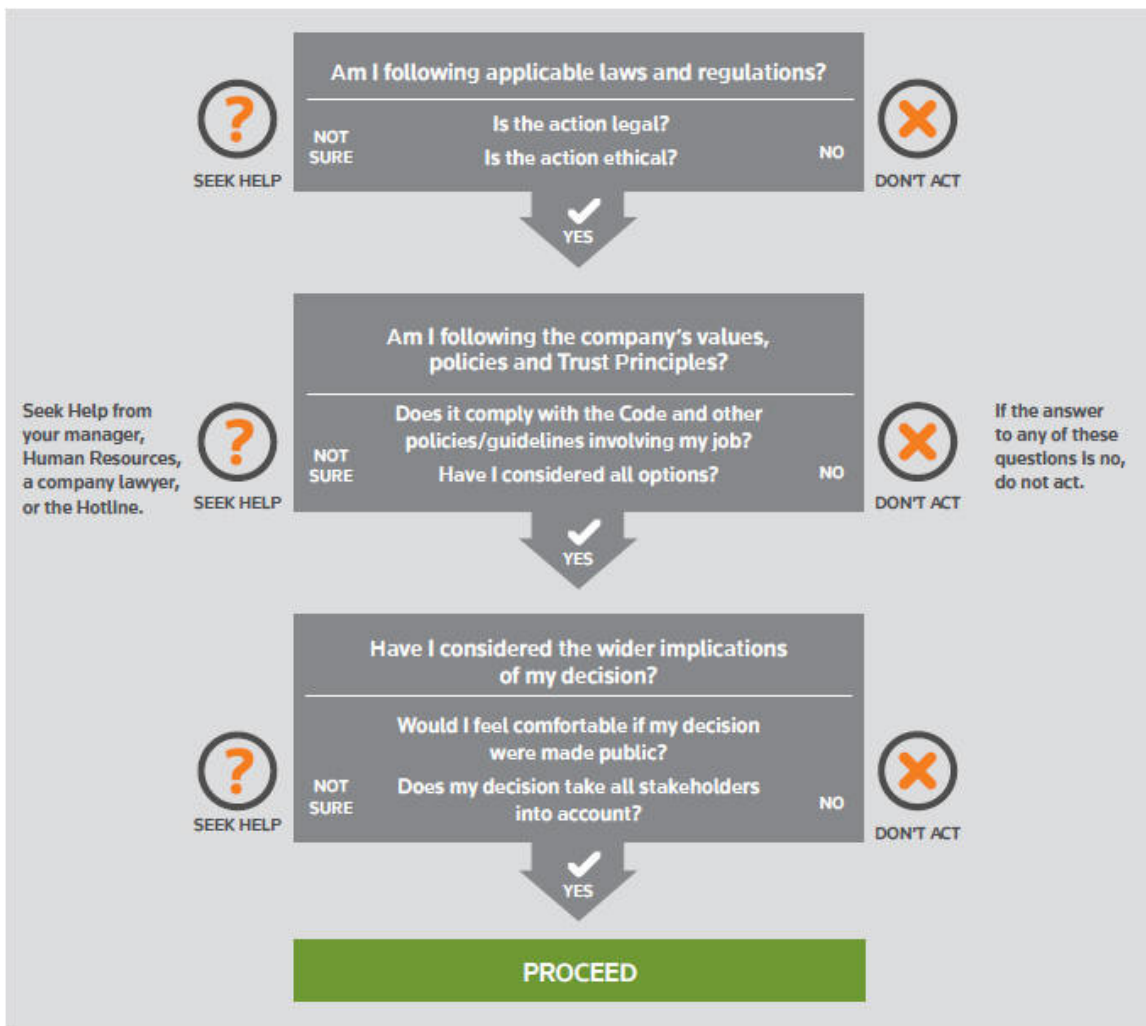 Am I following applicable laws and regulations?
Is the action legal?
Is the action ethical?
NOT
SURE
NO
SEEK HELP
DON'T ACT
YES
Am I following the company's values,
policies and Trust Principles?
Does it comply with the Code and other
policies/guidelines involving my job?
Have I considered all options?
NOT
SURE
NO
Seek Help from
your manager,
Human Resources,
a company lawyer,
or the Hotline.
SEEK HELP
DON'T ACT
If the answer
to any of these
questions is no,
do not act.
YES
Have I considered the wider implications
of my decision?
Would I feel comfortable if my decision
were made public?
Does my decision take all stakeholders
into account?
NOT
SURE
NO
SEEK HELP
DON'T ACT
YES
PROCEED